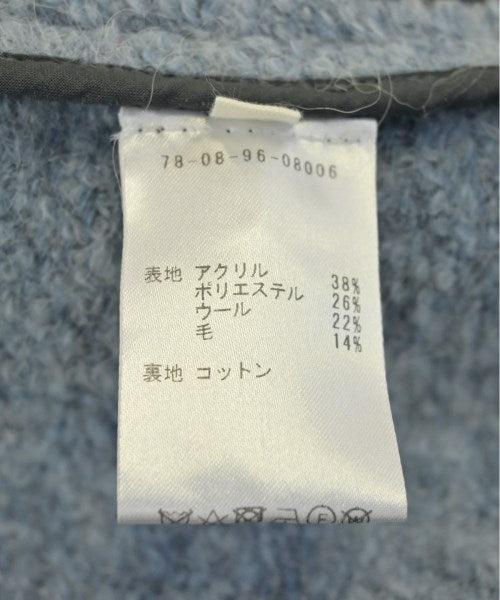 78-08-96-08006
表地 アクリル 38%
ポリエステル 26%
ウール 22%
毛 14%
裏地 コットン